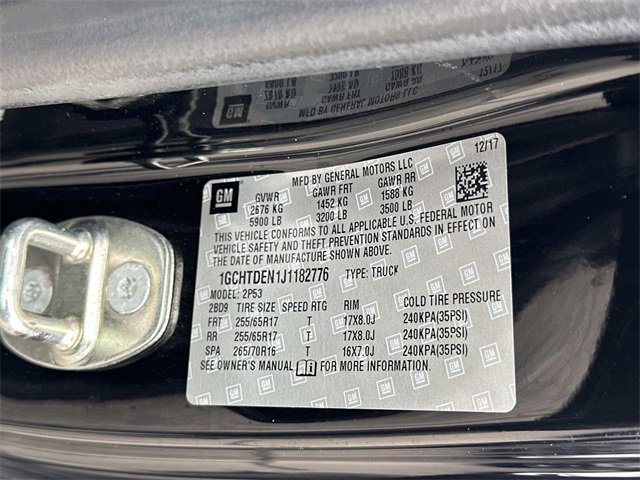 12/17
MFD BY GENERAL MOTORS LLC
GM GVWR GAWR FRT GAWR RR
2676 KG 1452 KG 1588 KG
5900 LB 3200 LB 3500 LB
THIS VEHICLE CONFORMS TO ALL APPLICABLE U.S. FEDERAL MOTOR
VEHICLE SAFETY AND THEFT PREVENTION STANDARDS IN EFFECT ON
THE DATE OF MANUFACTURE SHOWN ABOVE.
1GCHTDEN1J1182776 TYPE: TRUCK
MODEL: 2P53
2BD9 TIRE SIZE SPEED RTG RIM COLD TIRE PRESSURE
FRT 255/65R17 T 17X8.0J 240KPA(35PSI)
RR 255/65R17 T 17X8.0J 240KPA(35PSI)
SPA 265/70R16 T 16X7.0J 240KPA(35PSI)
SEE OWNER'S MANUAL FOR MORE INFORMATION.